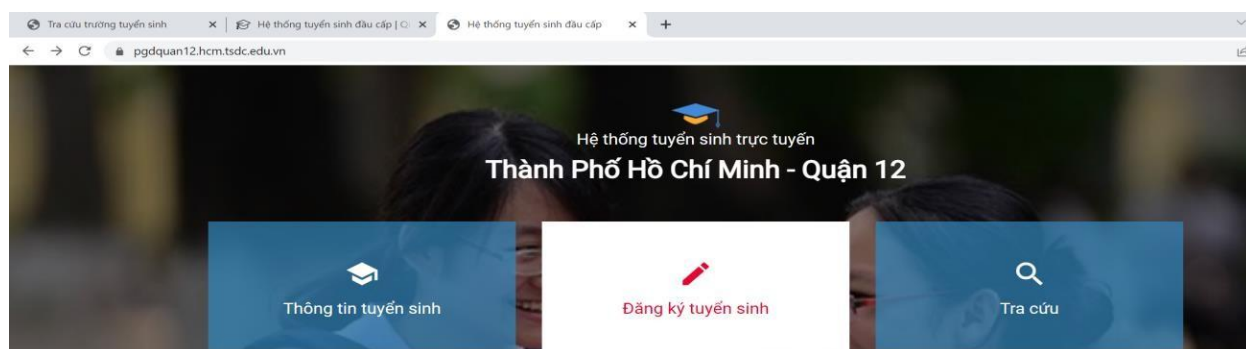 Tra cứu trường tuyển sinh
Hệ thống tuyển sinh đầu cấp | Q
Hệ thống tuyển sinh đầu cấp
pgdquan12.hcm.tsdc.edu.vn
Hệ thống tuyển sinh trực tuyến
Thành Phố Hồ Chí Minh - Quận 12
Thông tin tuyển sinh
Đăng ký tuyển sinh
Tra cứu